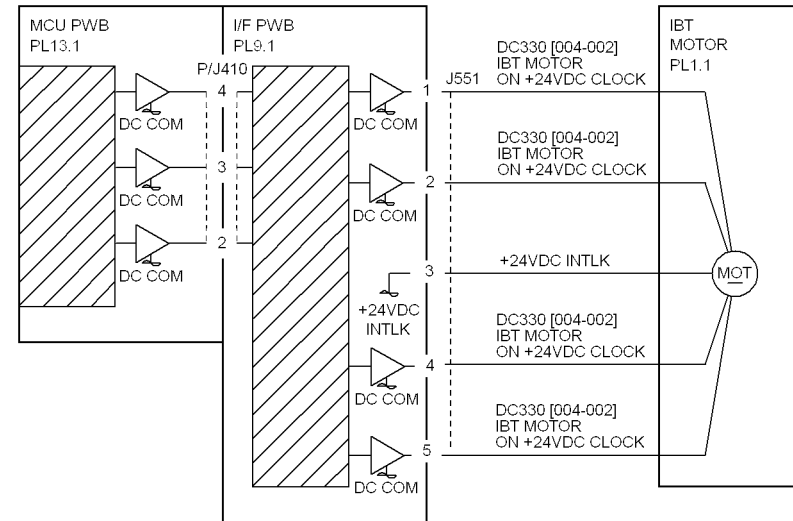 MCU PWB
PL13.1
I/F PWB
PL9.1
IBT
MOTOR
PL1.1
P/J410
J551
4
DC COM
3
DC COM
2
DC COM
1
DC COM
DC330 [004-002]
IBT MOTOR
ON +24VDC CLOCK
2
DC COM
DC330 [004-002]
IBT MOTOR
ON +24VDC CLOCK
3
+24VDC
INTLK
+24VDC INTLK
MOT
4
DC COM
DC330 [004-002]
IBT MOTOR
ON +24VDC CLOCK
5
DC COM
DC330 [004-002]
IBT MOTOR
ON +24VDC CLOCK